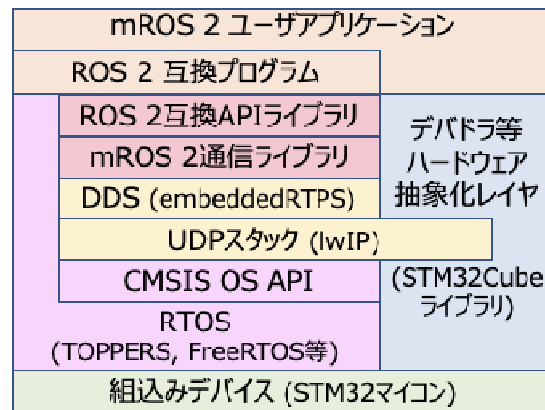 mROS 2 ユーザアプリケーション
ROS 2 互換プログラム
ROS 2互換APIライブラリ
mROS 2通信ライブラリ
DDS (embeddedRTPS)
UDPスタック (lwIP)
CMSIS OS API
RTOS
(TOPPERS, FreeRTOS等)
デバドラ等
ハードウェア
抽象化レイヤ
(STM32Cube
ライブラリ)
組込みデバイス (STM32マイコン)